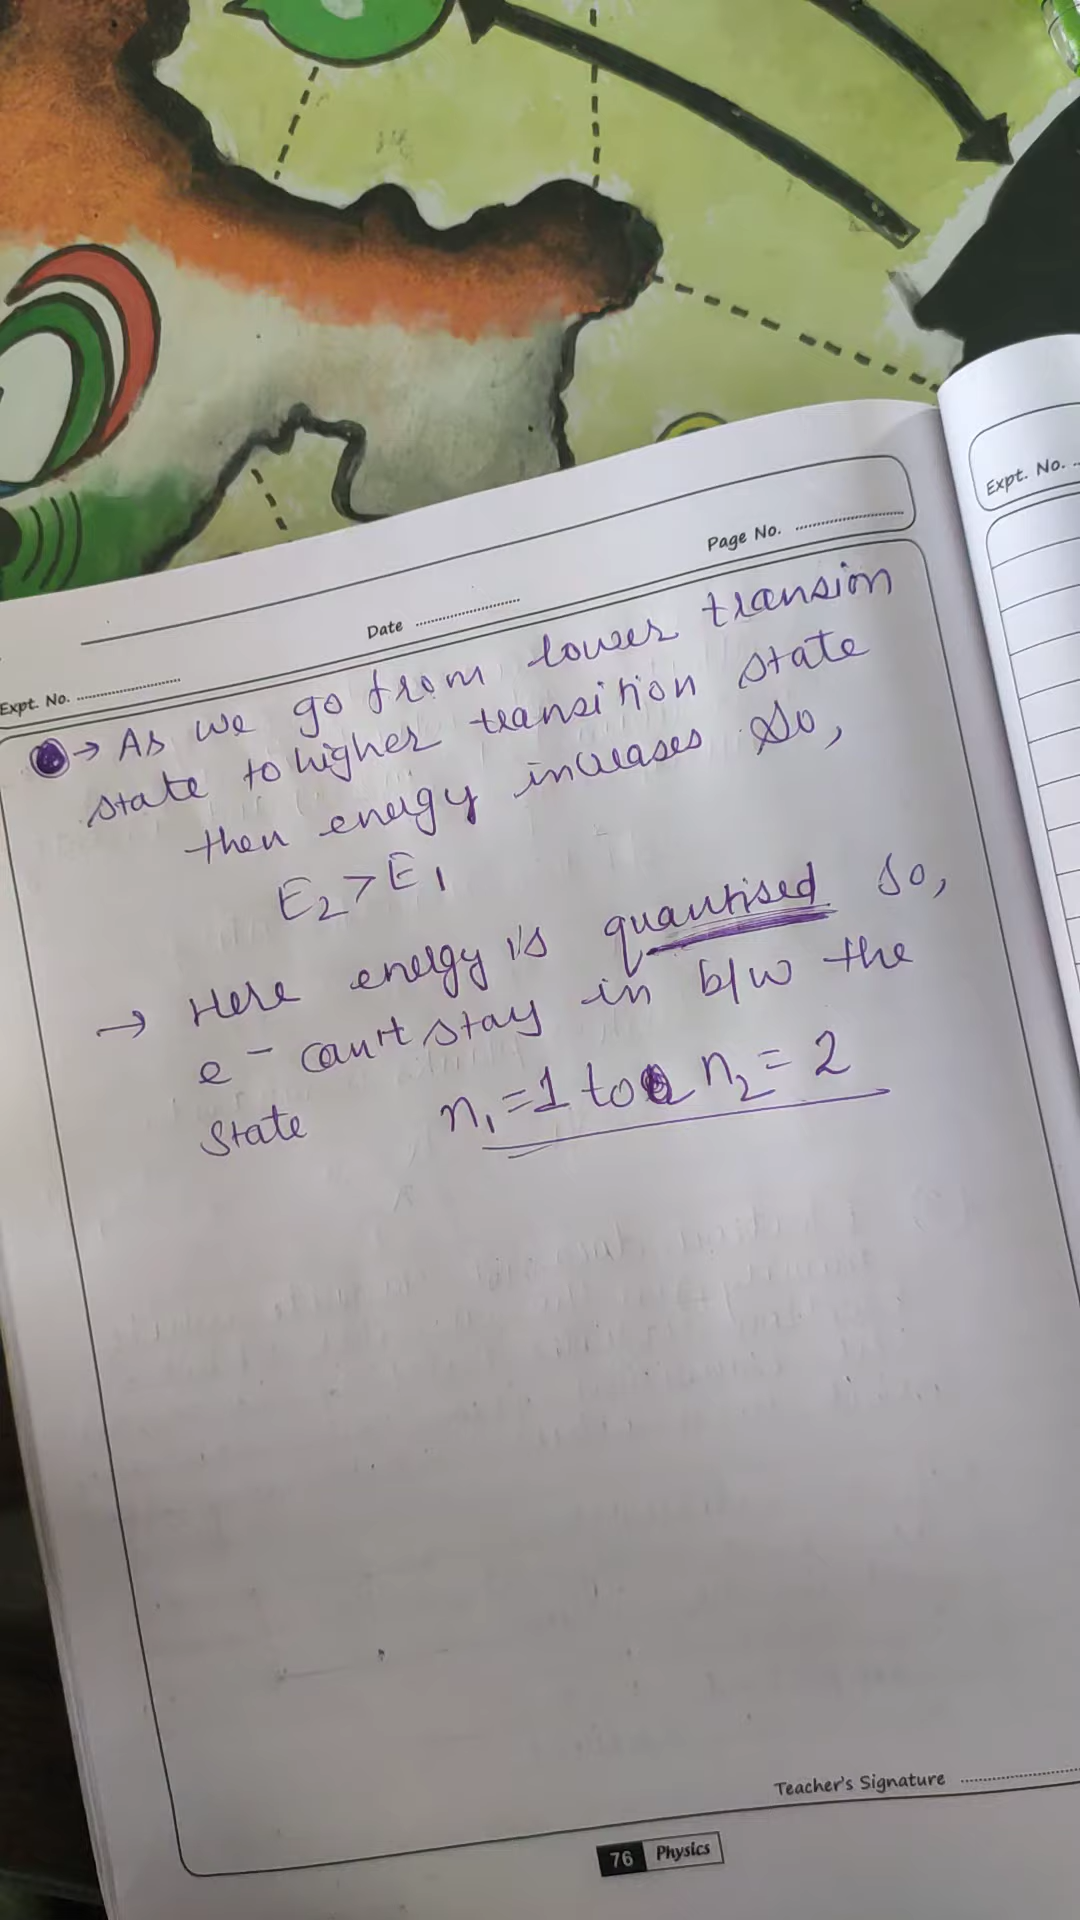 Page No.
Date
Expt. No.
Expt. No.
→ As we go from lower transion
state to higher transition state
then energy increases So,
E2 > E1
→ Here energy is quantised So,
e- can't stay in b/w the
state n1 = 1 to n2 = 2
Teacher's Signature
76 Physics